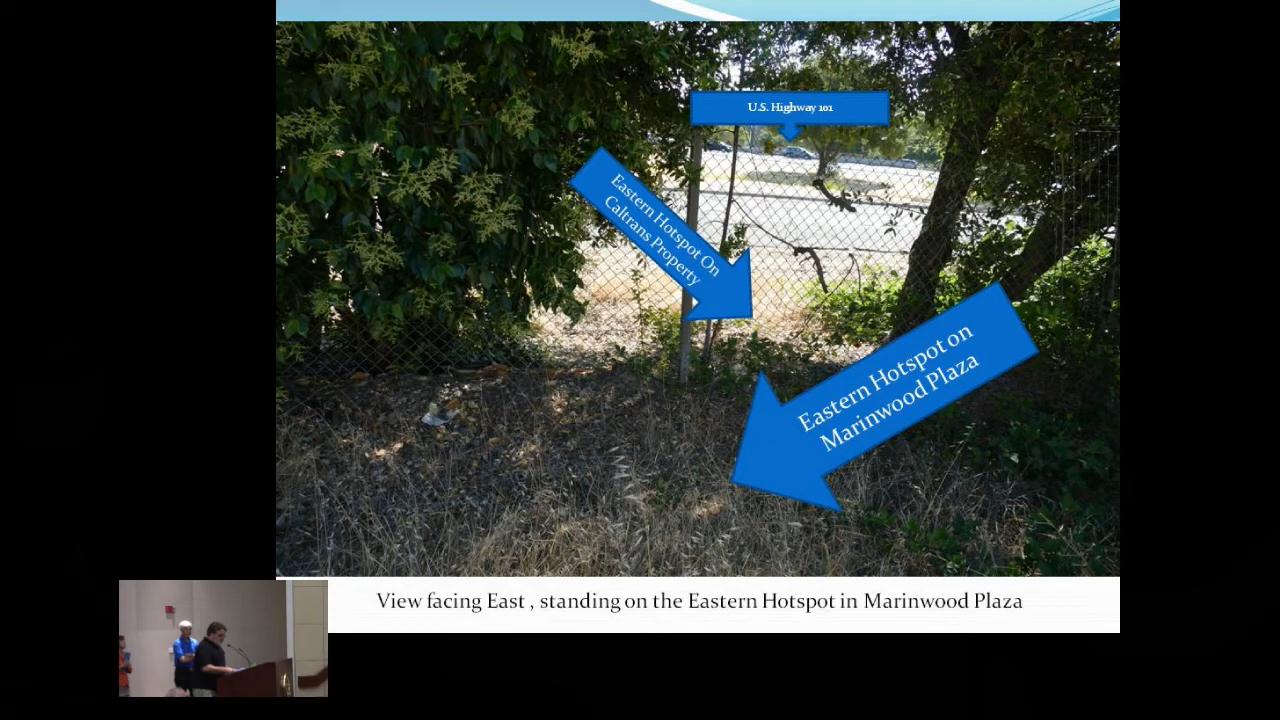 U.S. Highway 101
Eastern Hotspot On
Caltrans Property
Eastern Hotspot on
Marinwood Plaza
View facing East , standing on the Eastern Hotspot in Marinwood Plaza